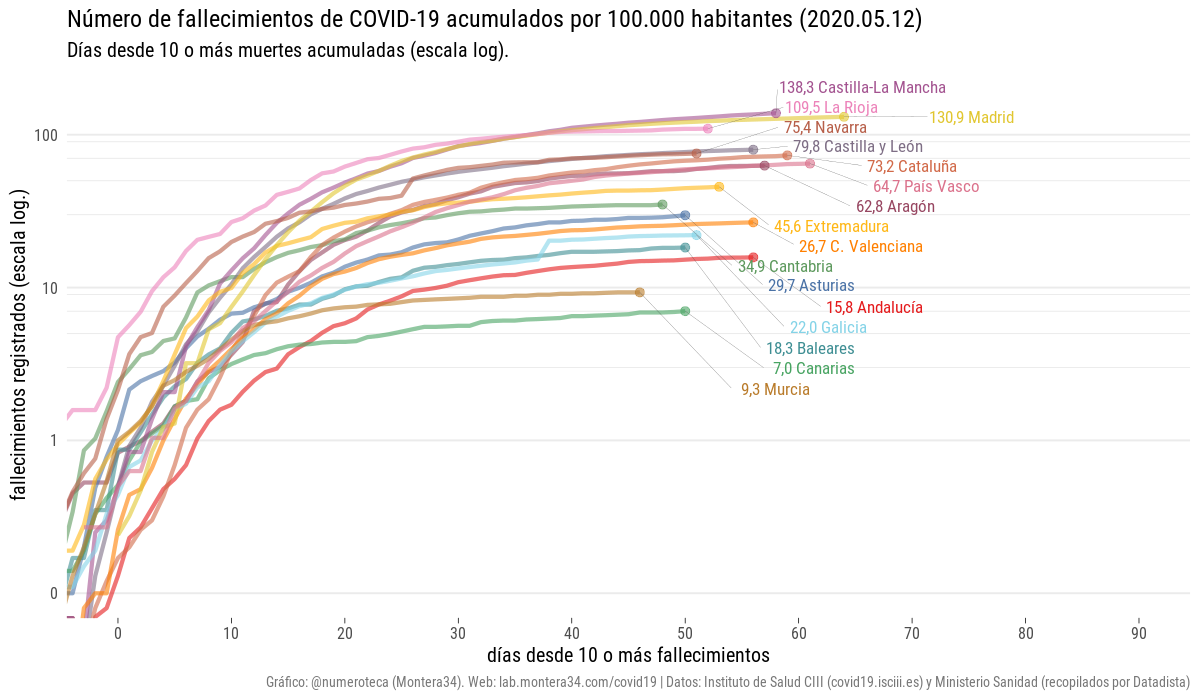 Número de fallecimientos de COVID-19 acumulados por 100.000 habitantes (2020.05.12)
Días desde 10 o más muertes acumuladas (escala log).
138,3 Castilla-La Mancha
109,5 La Rioja
130,9 Madrid
75,4 Navarra
79,8 Castilla y León
73,2 Cataluña
64,7 País Vasco
62,8 Aragón
45,6 Extremadura
26,7 C. Valenciana
34,9 Cantabria
29,7 Asturias
15,8 Andalucía
22,0 Galicia
18,3 Baleares
7,0 Canarias
9,3 Murcia
fallecimientos registrados (escala log.)
100
10
1
0
0 10 20 30 40 50 60 70 80 90
días desde 10 o más fallecimientos
Gráfico: @numeroteca (Montera34). Web: lab.montera34.com/covid19 | Datos: Instituto de Salud CIII (covid19.isciii.es) y Ministerio Sanidad (recopilados por Datadista)